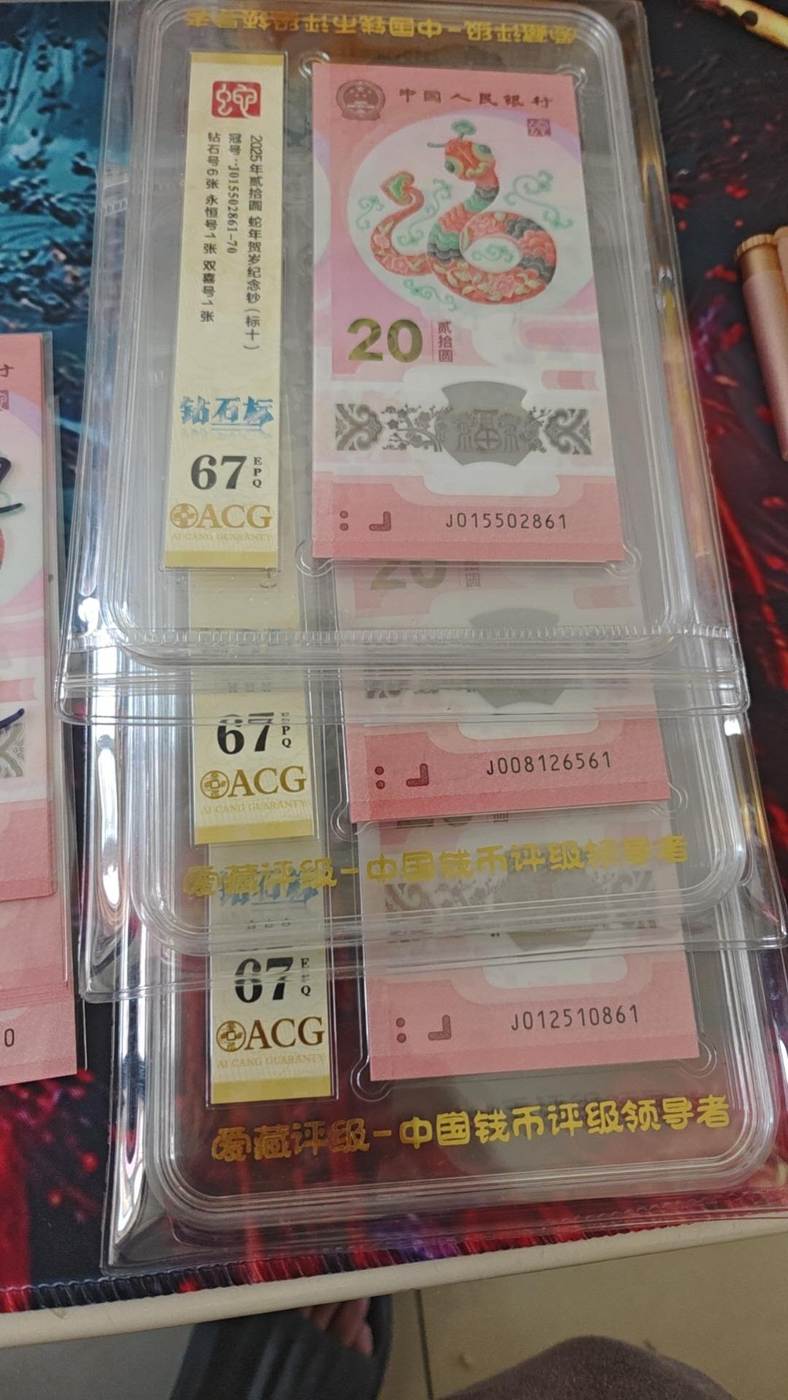 爱藏评级-中国钱币评级领导者
蛇
2025年贰拾圆 蛇年贺岁纪念钞（标十）
冠号：J015502861-70
钻石号6张 永恒号1张 双喜号1张
钻石标
67 EPQ
ACG
AI CANG GUARANTY
中国人民银行
20
贰拾圆
福
J015502861
20
67 EPQ
ACG
AI CANG GUARANTY
J008126561
爱藏评级-中国钱币评级领导者
67 EPQ
ACG
AI CANG GUARANTY
J012510861
爱藏评级-中国钱币评级领导者
行
0